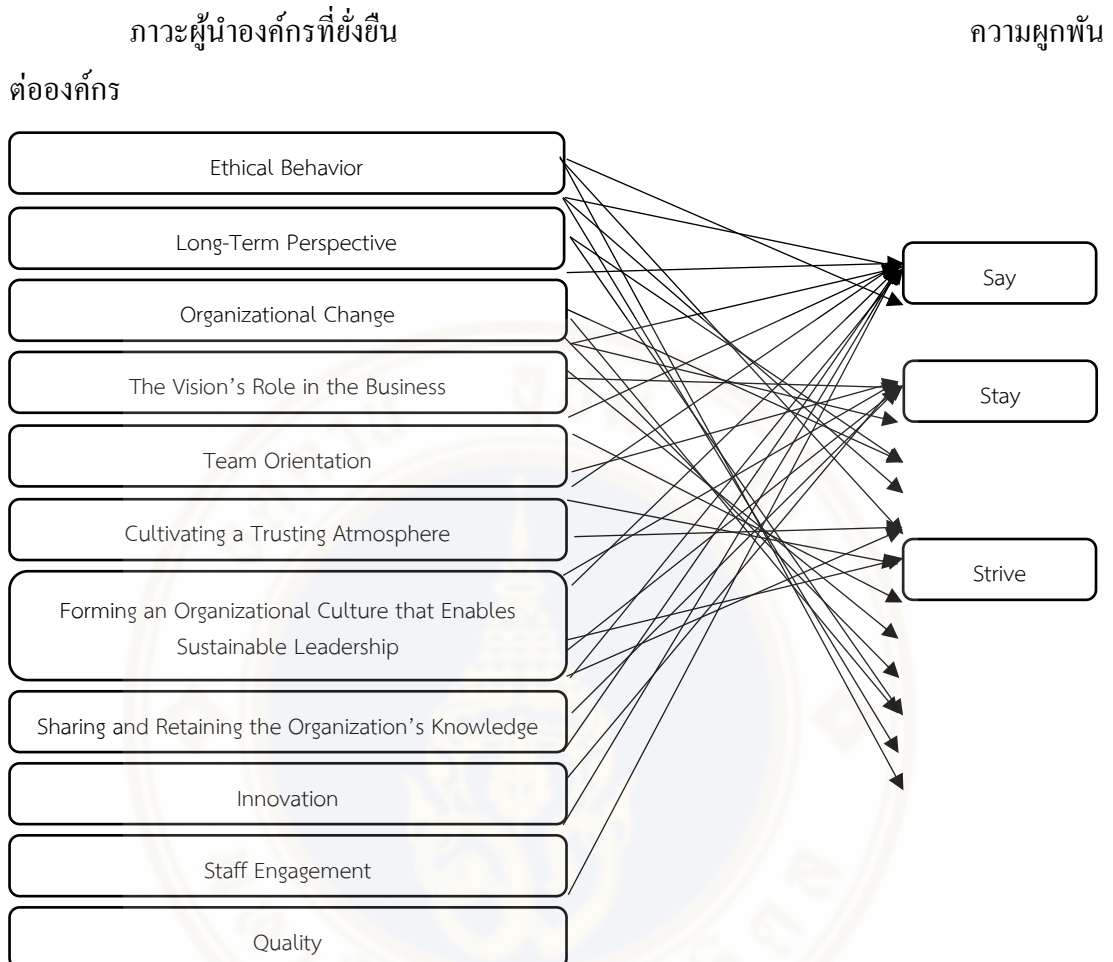 ภาวะผู้นำองค์กรที่ยั่งยืน ความผูกพัน
ต่อองค์กร
Ethical Behavior
Long-Term Perspective
Organizational Change
The Vision’s Role in the Business
Team Orientation
Cultivating a Trusting Atmosphere
Forming an Organizational Culture that Enables
Sustainable Leadership
Sharing and Retaining the Organization’s Knowledge
Innovation
Staff Engagement
Quality
Say
Stay
Strive